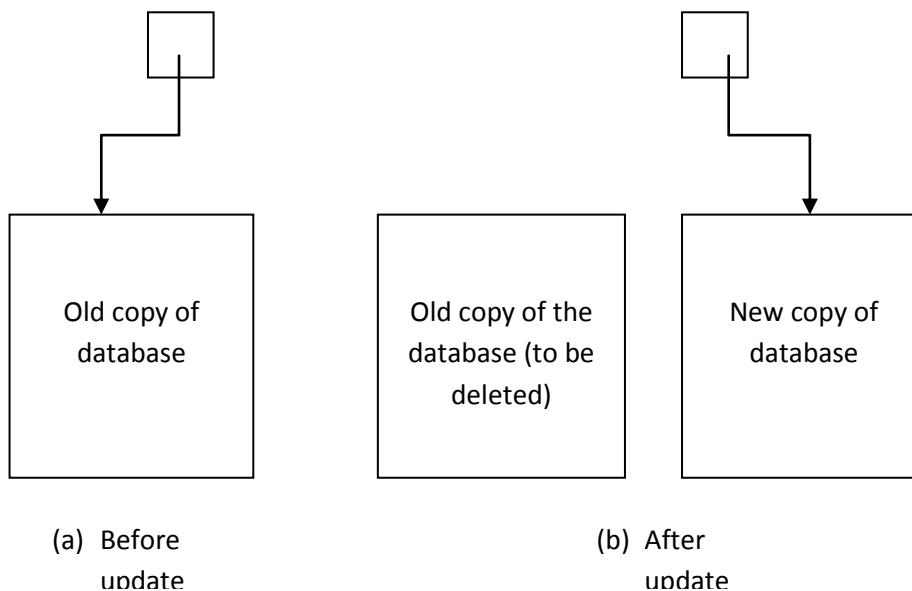 Old copy of
database
Old copy of the
database (to be
deleted)
New copy of
database
(a) Before
update
(b) After
update